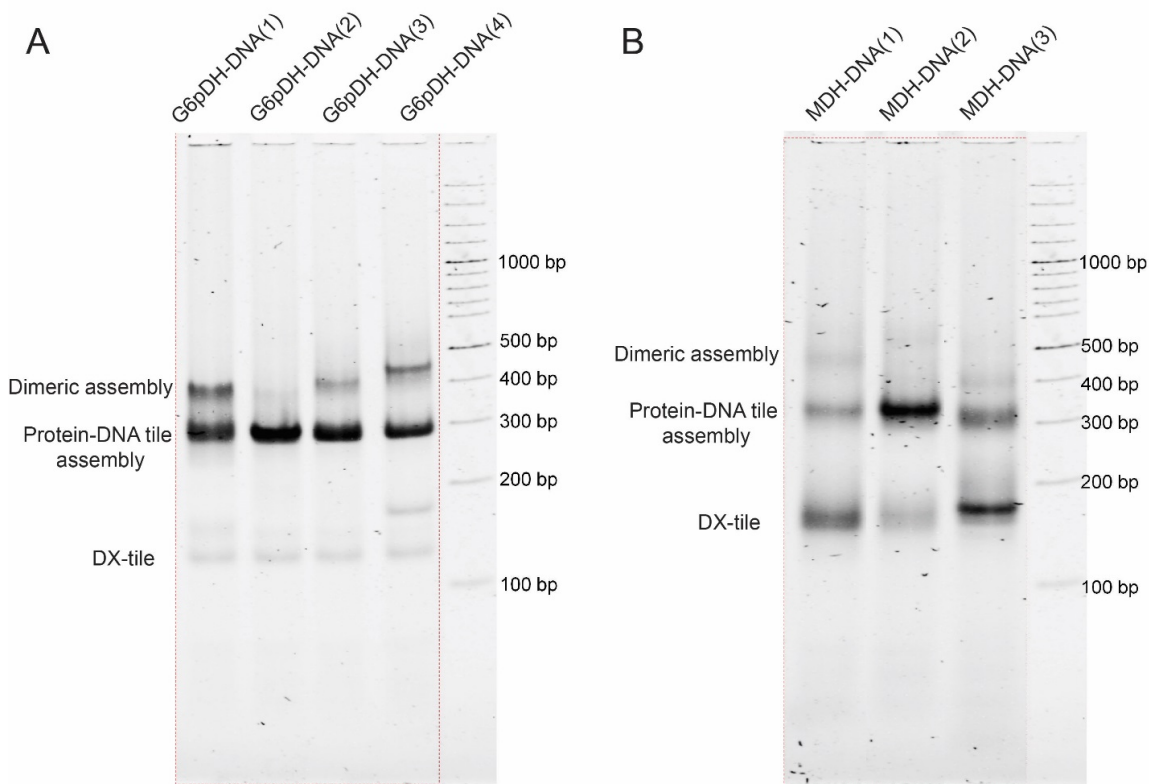 A
G6pDH-DNA(1)
G6pDH-DNA(2)
G6pDH-DNA(3)
G6pDH-DNA(4)
1000 bp
500 bp
400 bp
300 bp
200 bp
100 bp
Dimeric assembly
Protein-DNA tile
assembly
DX-tile
B
MDH-DNA(1)
MDH-DNA(2)
MDH-DNA(3)
1000 bp
500 bp
400 bp
300 bp
200 bp
100 bp
Dimeric assembly
Protein-DNA tile
assembly
DX-tile